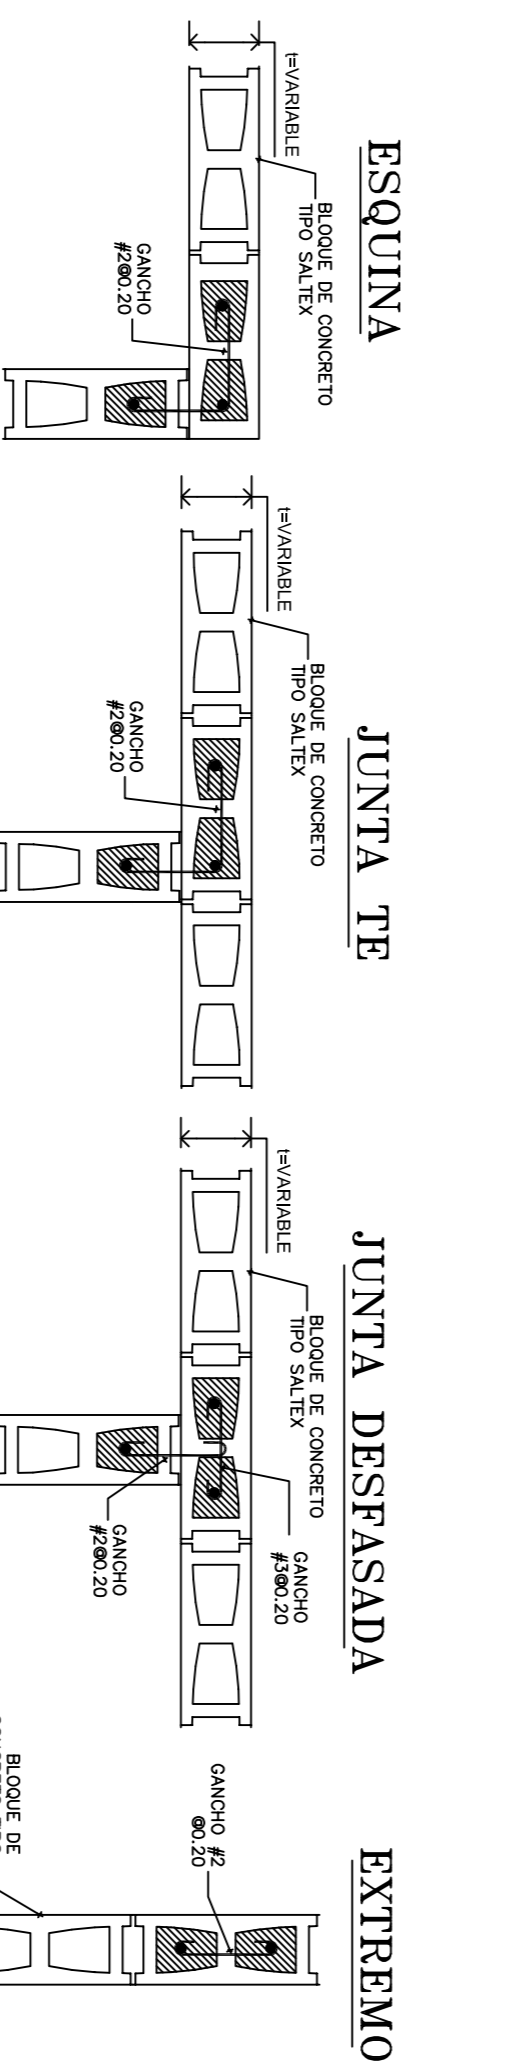 ESQUINA
t=VARIABLE
BLOQUE DE CONCRETO
TIPO SALTEX
GANCHO
#2@0.20
JUNTA TE
t=VARIABLE
BLOQUE DE CONCRETO
TIPO SALTEX
GANCHO
#2@0.20
JUNTA DESFASADA
t=VARIABLE
BLOQUE DE CONCRETO
TIPO SALTEX
GANCHO
#3@0.20
GANCHO
#2@0.20
EXTREMO
GANCHO #2
@0.20
BLOQUE DE